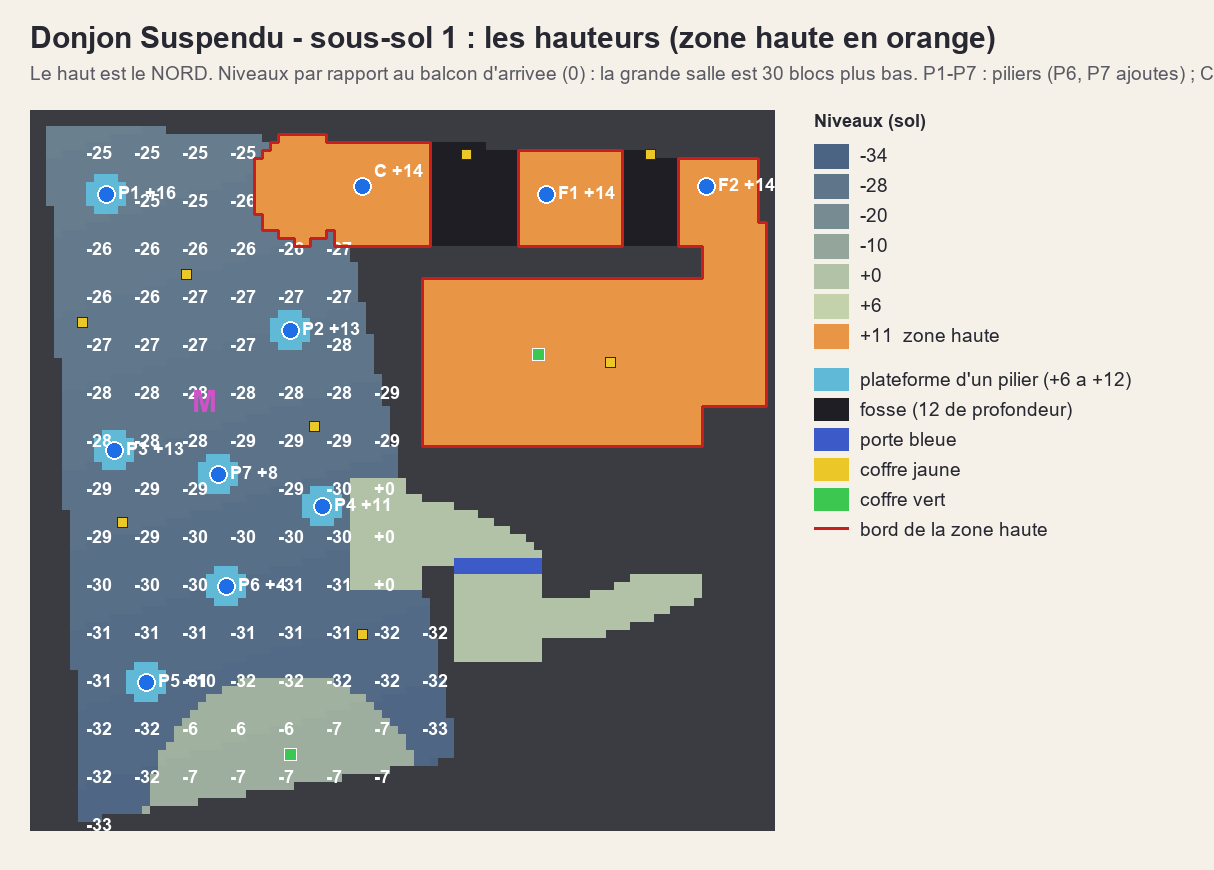 Donjon Suspendu - sous-sol 1 : les hauteurs (zone haute en orange)
Le haut est le NORD. Niveaux par rapport au balcon d'arrivee (0) : la grande salle est 30 blocs plus bas. P1-P7 : piliers (P6, P7 ajoutes) ; C
Niveaux (sol)
-34
-28
-20
-10
+0
+6
+11 zone haute
plateforme d'un pilier (+6 a +12)
fosse (12 de profondeur)
porte bleue
coffre jaune
coffre vert
bord de la zone haute
-25 -25 -25 -25
C +14
P1 +16 -25 -25 -26
F1 +14
F2 +14
-26 -26 -26 -26 -26 -27
-26 -26 -27 -27 -27 -27
-27 -27 -27 -27 P2 +13 -28
-28 -28 -28 -28 -28 -28 -29
M
-28 -28 -28 -29 -29 -29 -29
P3 +13
P7 +8
-29 -29 -29 -29 -30 +0
P4 +11
-29 -29 -30 -30 -30 -30 +0
-30 -30 -30 P6 +4 -31 -31 +0
-31 -31 -31 -31 -31 -31 -32 -32
-31 P5 +10 -32 -32 -32 -32 -32
-32 -32 -6 -6 -6 -7 -7 -33
-32 -32 -7 -7 -7 -7 -7
-33